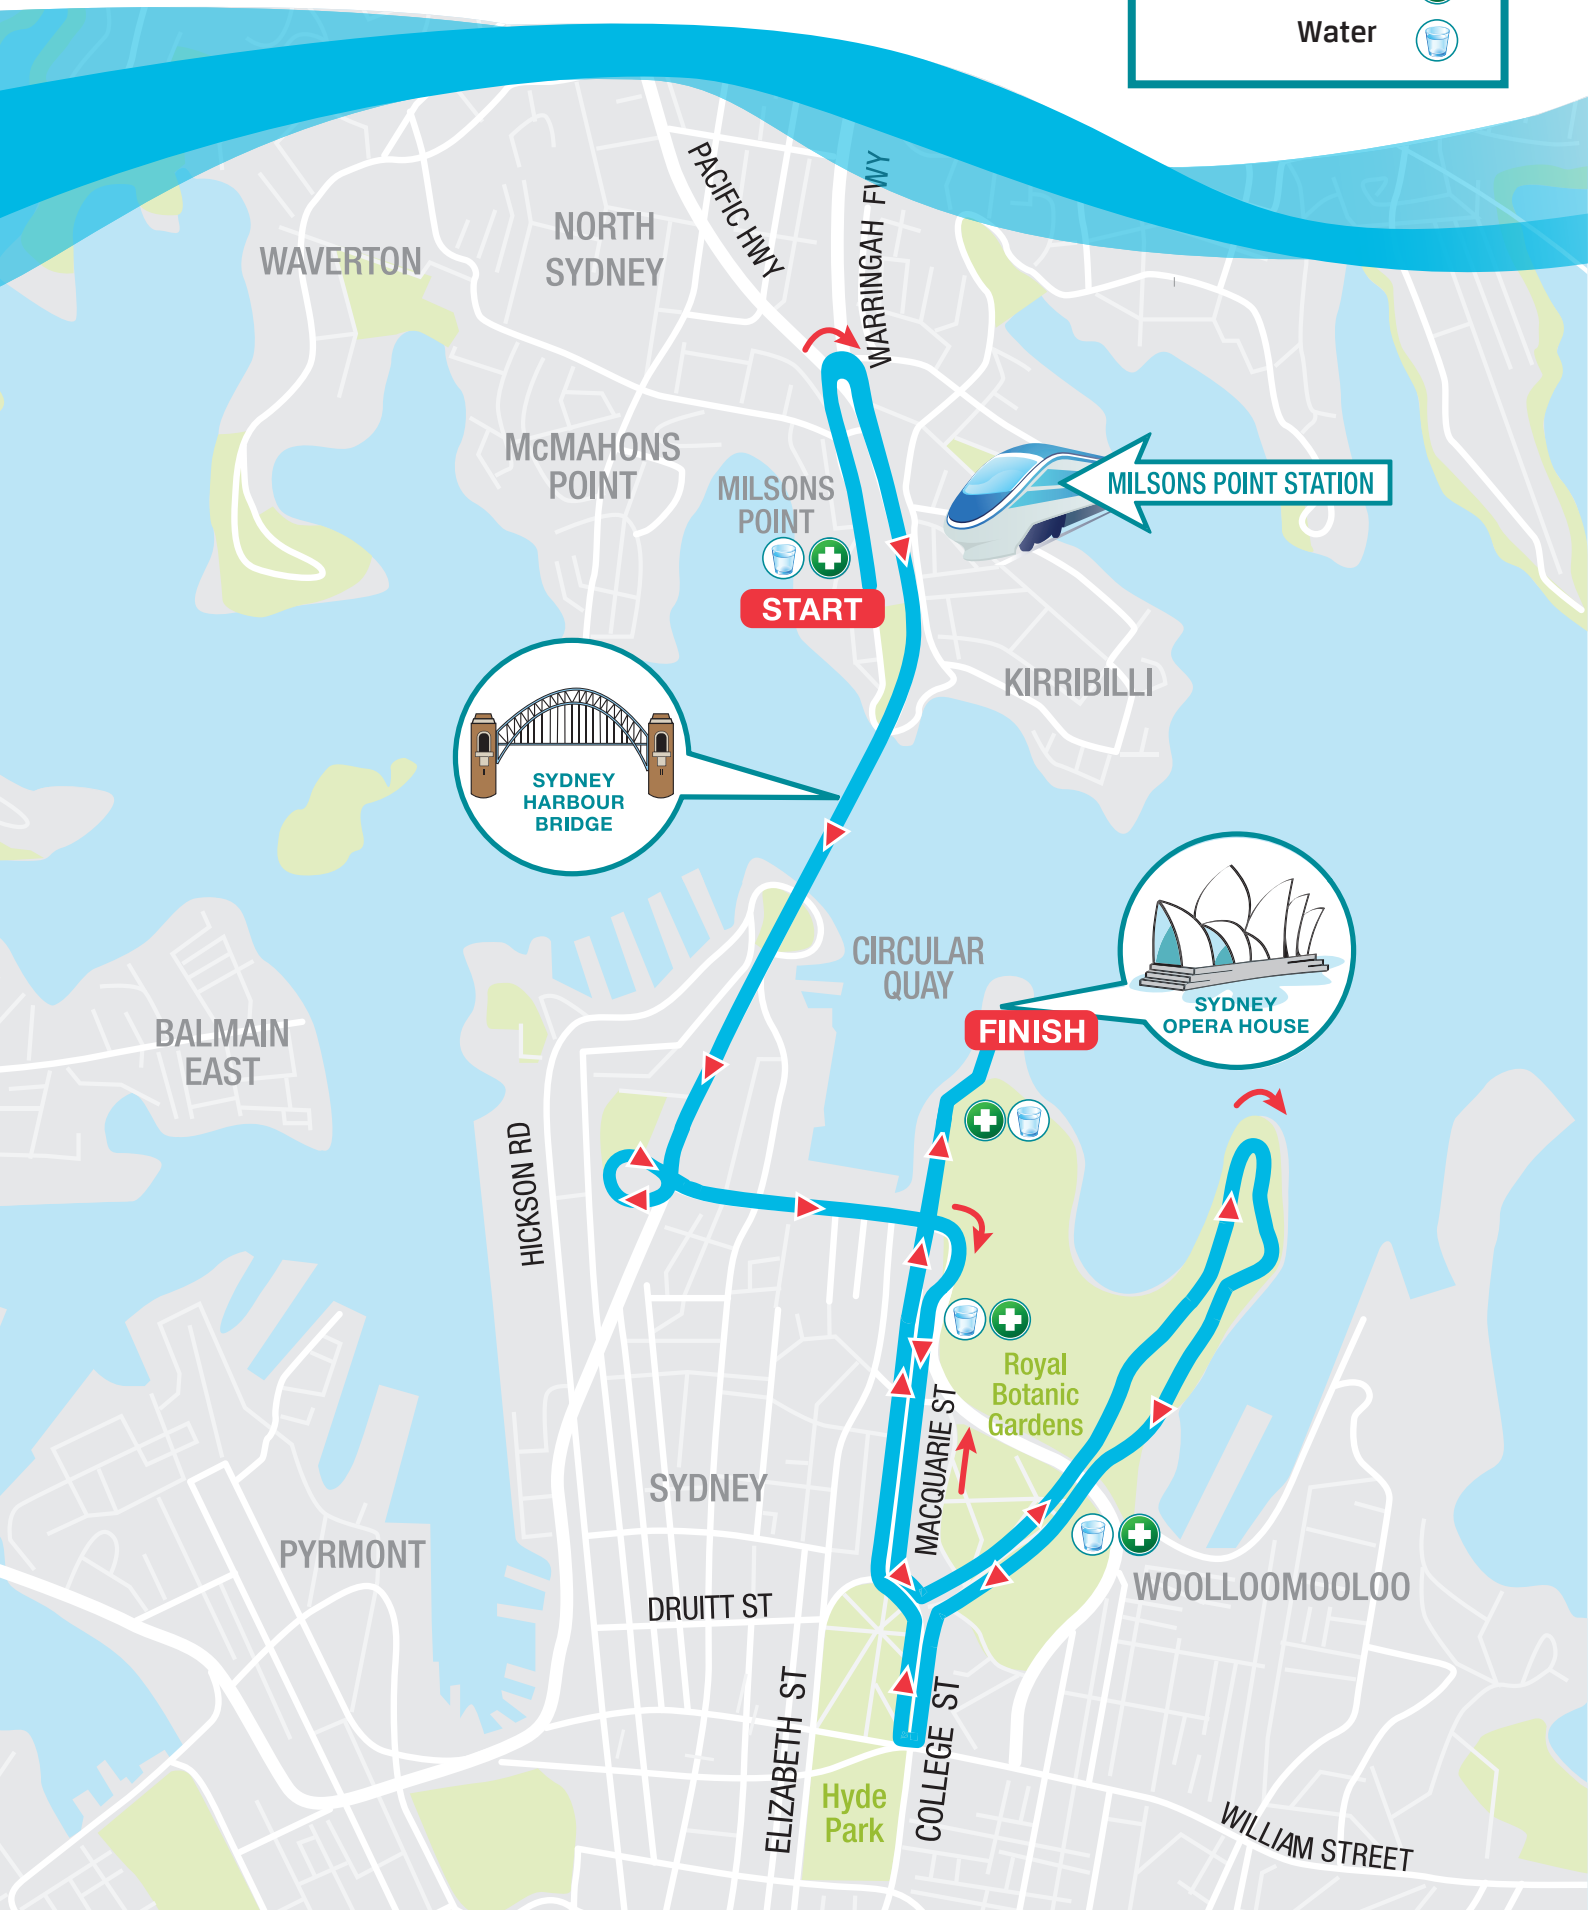 Water
PACIFIC HWY
WARRINGAH FWY
NORTH
SYDNEY
WAVERTON
McMAHONS
POINT
MILSONS
POINT
MILSONS POINT STATION
START
KIRRIBILLI
SYDNEY
HARBOUR
BRIDGE
CIRCULAR
QUAY
SYDNEY
OPERA HOUSE
FINISH
BALMAIN
EAST
HICKSON RD
Royal
Botanic
Gardens
MACQUARIE ST
SYDNEY
PYRMONT
WOOLLOOMOOLOO
DRUITT ST
ELIZABETH ST
COLLEGE ST
Hyde
Park
WILLIAM STREET